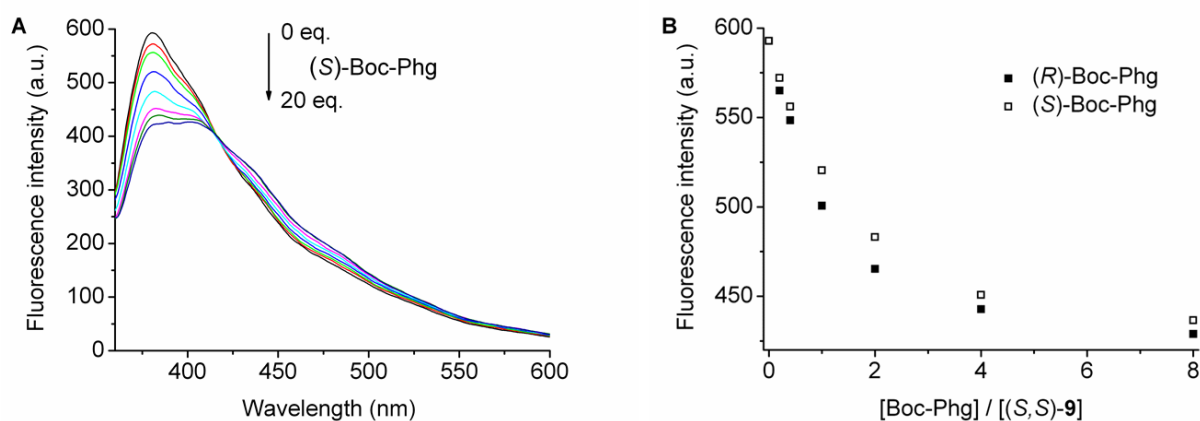 A
Fluorescence intensity (a.u.)
600
500
400
300
200
100
0
0 eq.
(S)-Boc-Phg
20 eq.
400
450
500
550
600
Wavelength (nm)
B
Fluorescence intensity (a.u.)
600
550
500
450
(R)-Boc-Phg
(S)-Boc-Phg
0
2
4
6
8
[Boc-Phg] / [(S,S)-9]